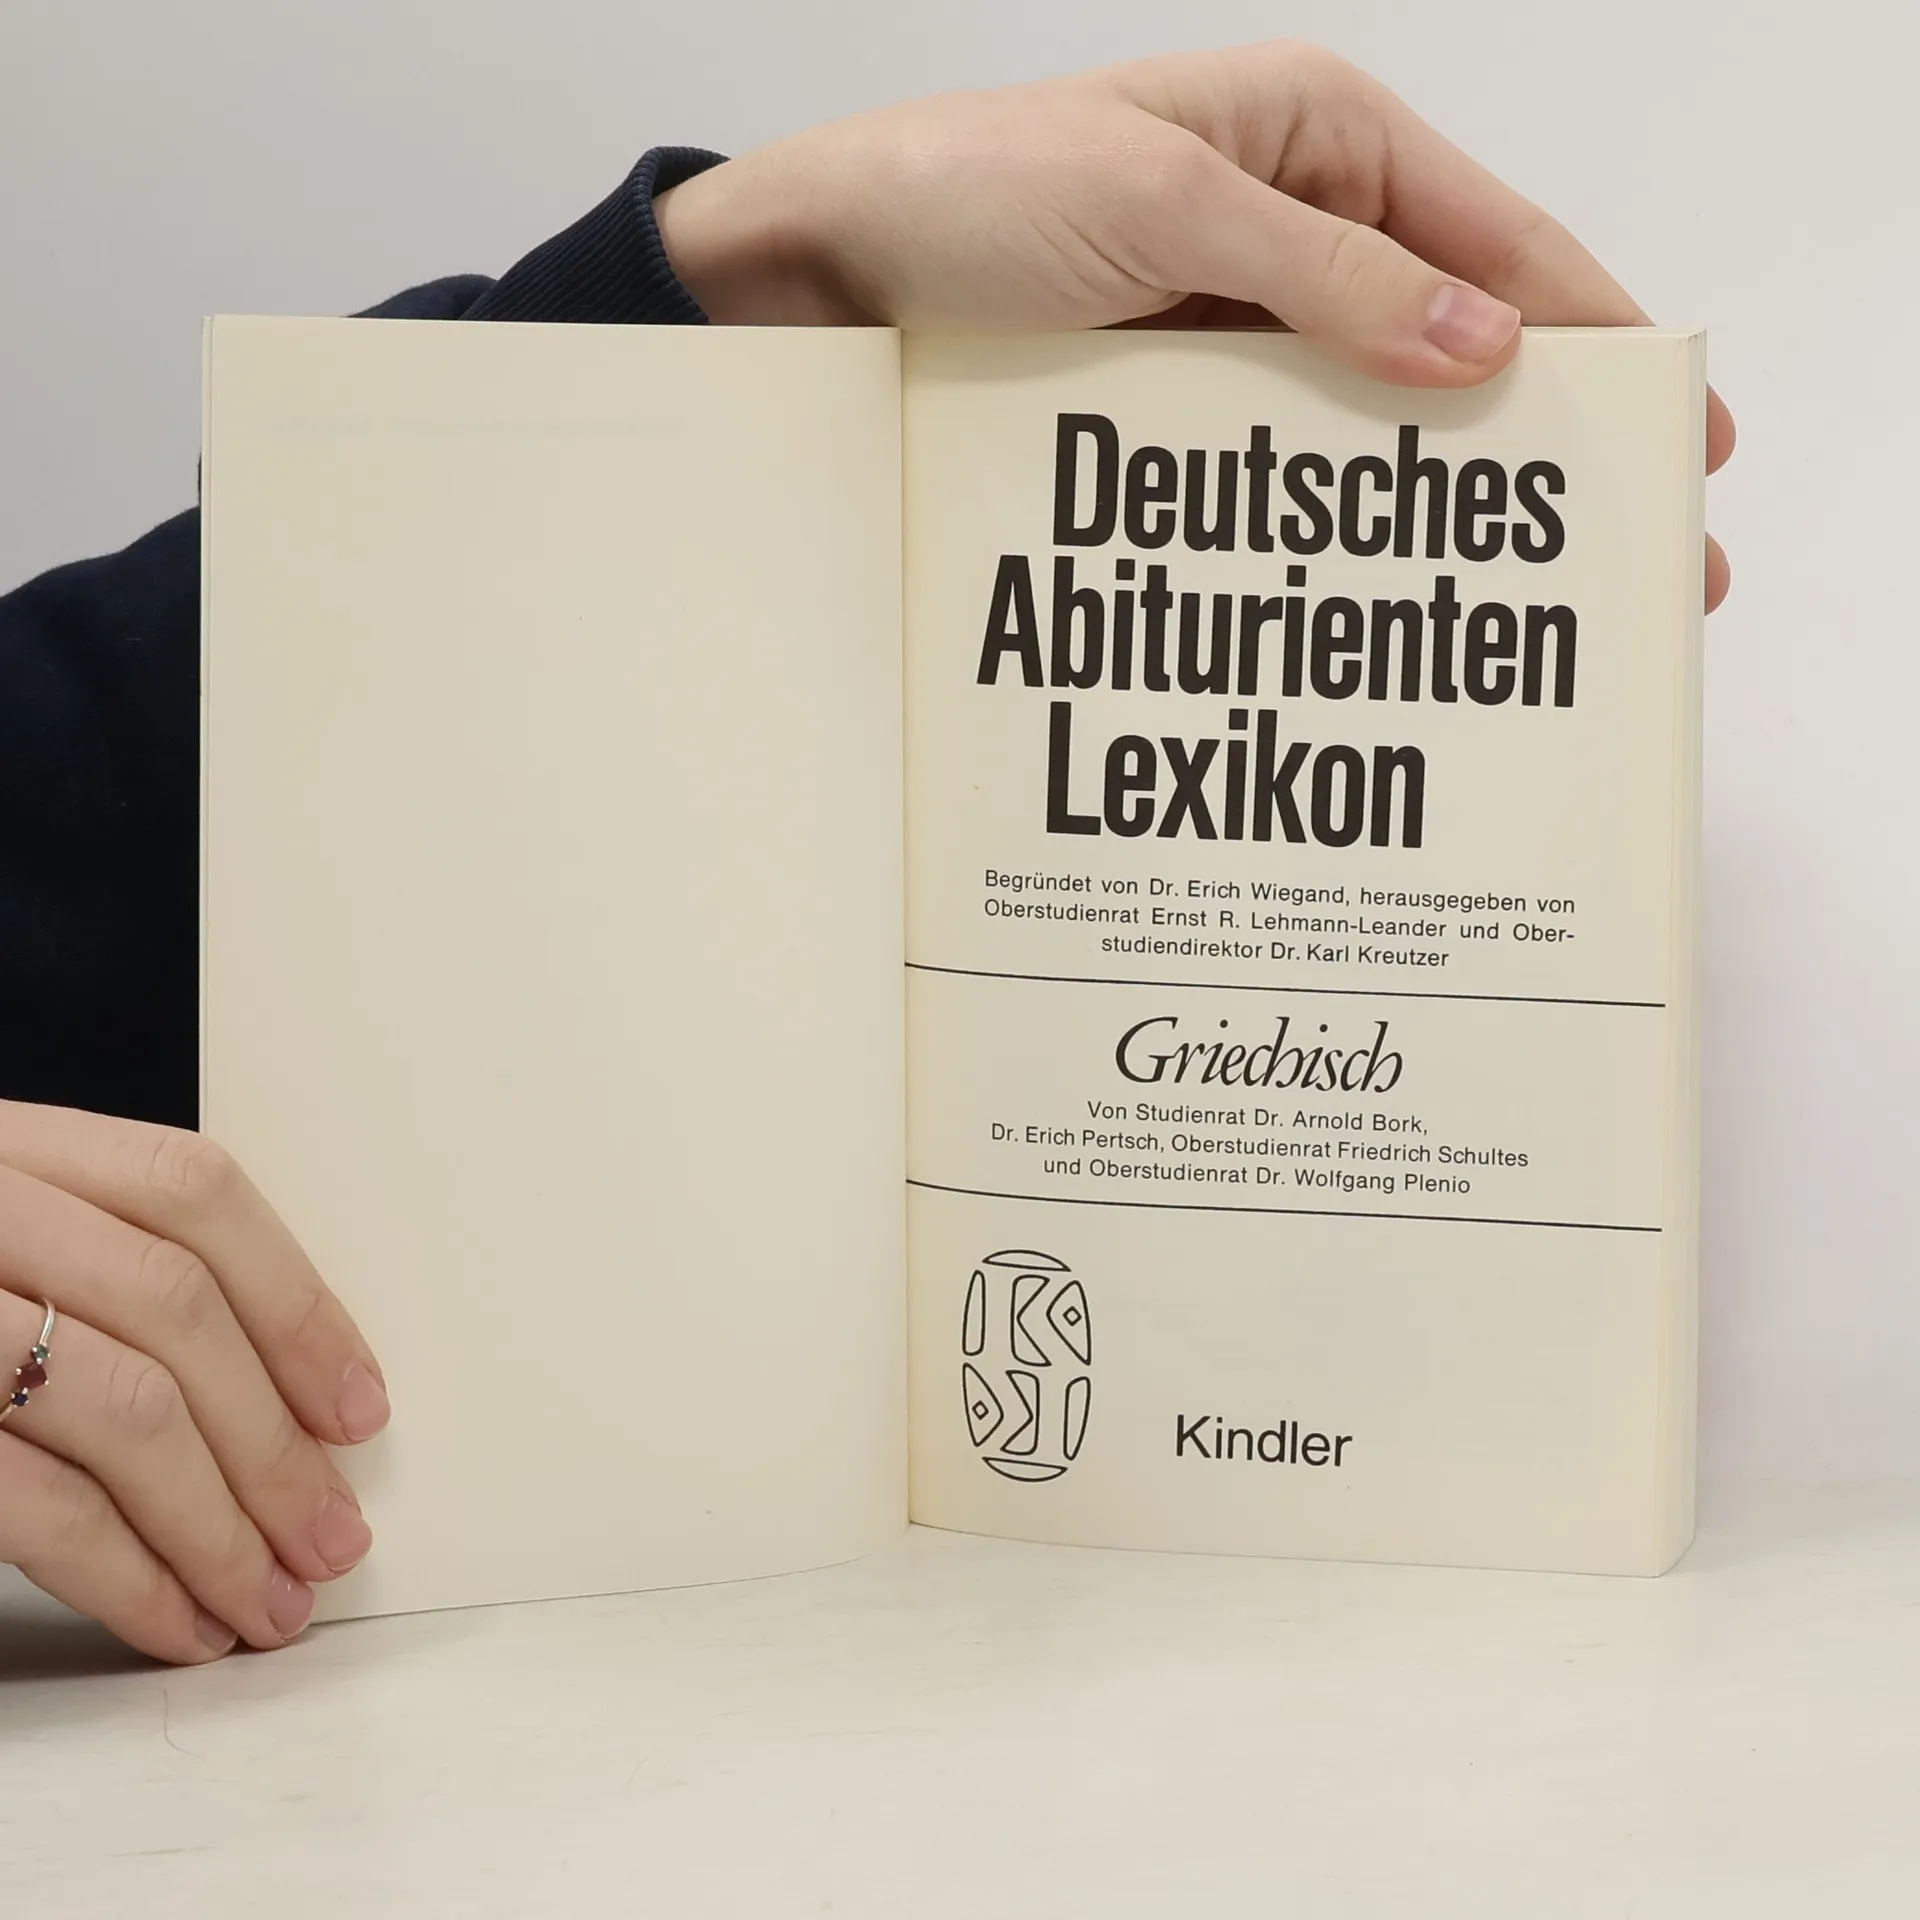 Deutsches
Abiturienten
Lexikon
Begründet von Dr. Erich Wiegand, herausgegeben von
Oberstudienrat Ernst R. Lehmann-Leander und Ober-
studiendirektor Dr. Karl Kreutzer
Griechisch
Von Studienrat Dr. Arnold Bork,
Dr. Erich Pertsch, Oberstudienrat Friedrich Schultes
und Oberstudienrat Dr. Wolfgang Plenio
Kindler